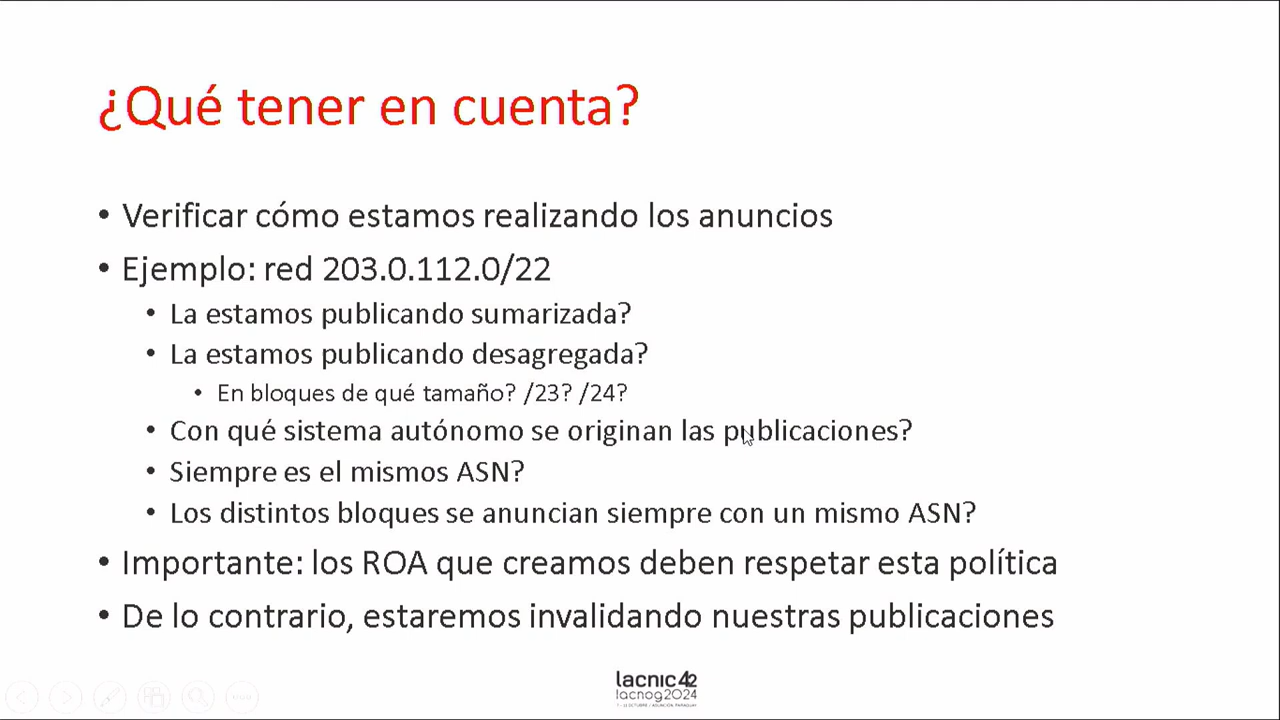 ¿Qué tener en cuenta?
• Verificar cómo estamos realizando los anuncios
• Ejemplo: red 203.0.112.0/22
• La estamos publicando sumarizada?
• La estamos publicando desagregada?
• En bloques de qué tamaño? /23? /24?
• Con qué sistema autónomo se originan las publicaciones?
• Siempre es el mismos ASN?
• Los distintos bloques se anuncian siempre con un mismo ASN?
• Importante: los ROA que creamos deben respetar esta política
• De lo contrario, estaremos invalidando nuestras publicaciones
lacnic42
lacnog2024